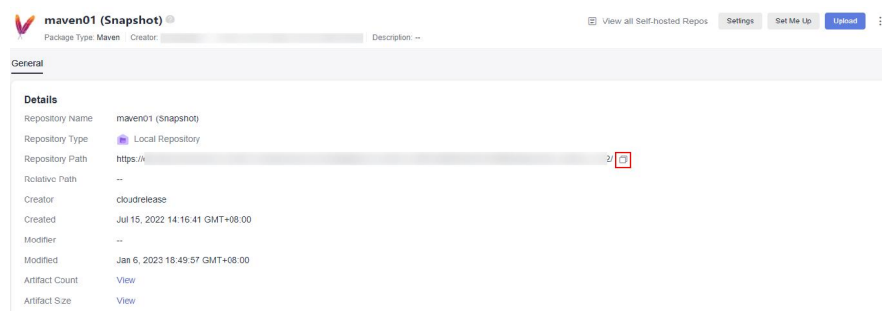 maven01 (Snapshot)
View all Self-hosted Repos
Settings
Set Me Up
Upload
Package Type: Maven
Creator:
Description: --
General
Details
Repository Name maven01 (Snapshot)
Repository Type Local Repository
Repository Path https:// 2/
Relative Path --
Creator cloudrelease
Created Jul 15, 2022 14:16:41 GMT+08:00
Modifier --
Modified Jan 6, 2023 18:49:57 GMT+08:00
Artifact Count View
Artifact Size View